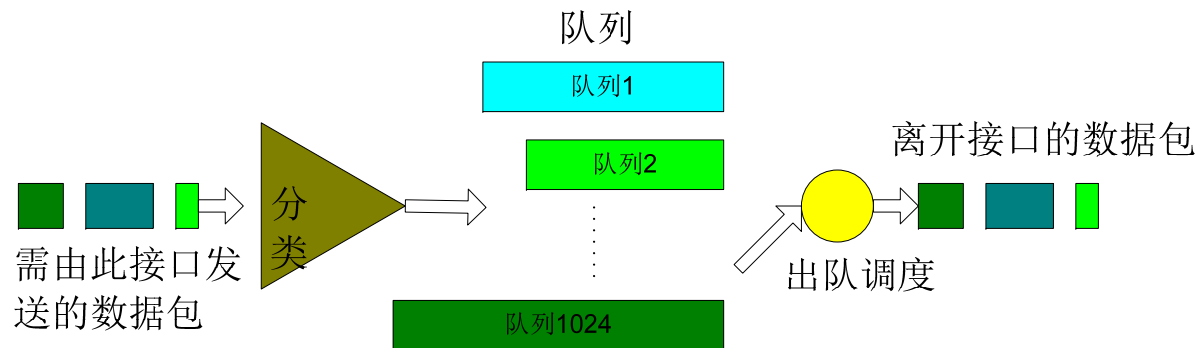 队列
队列1
队列2
队列1024
分
类
需由此接口发
送的数据包
出队调度
离开接口的数据包